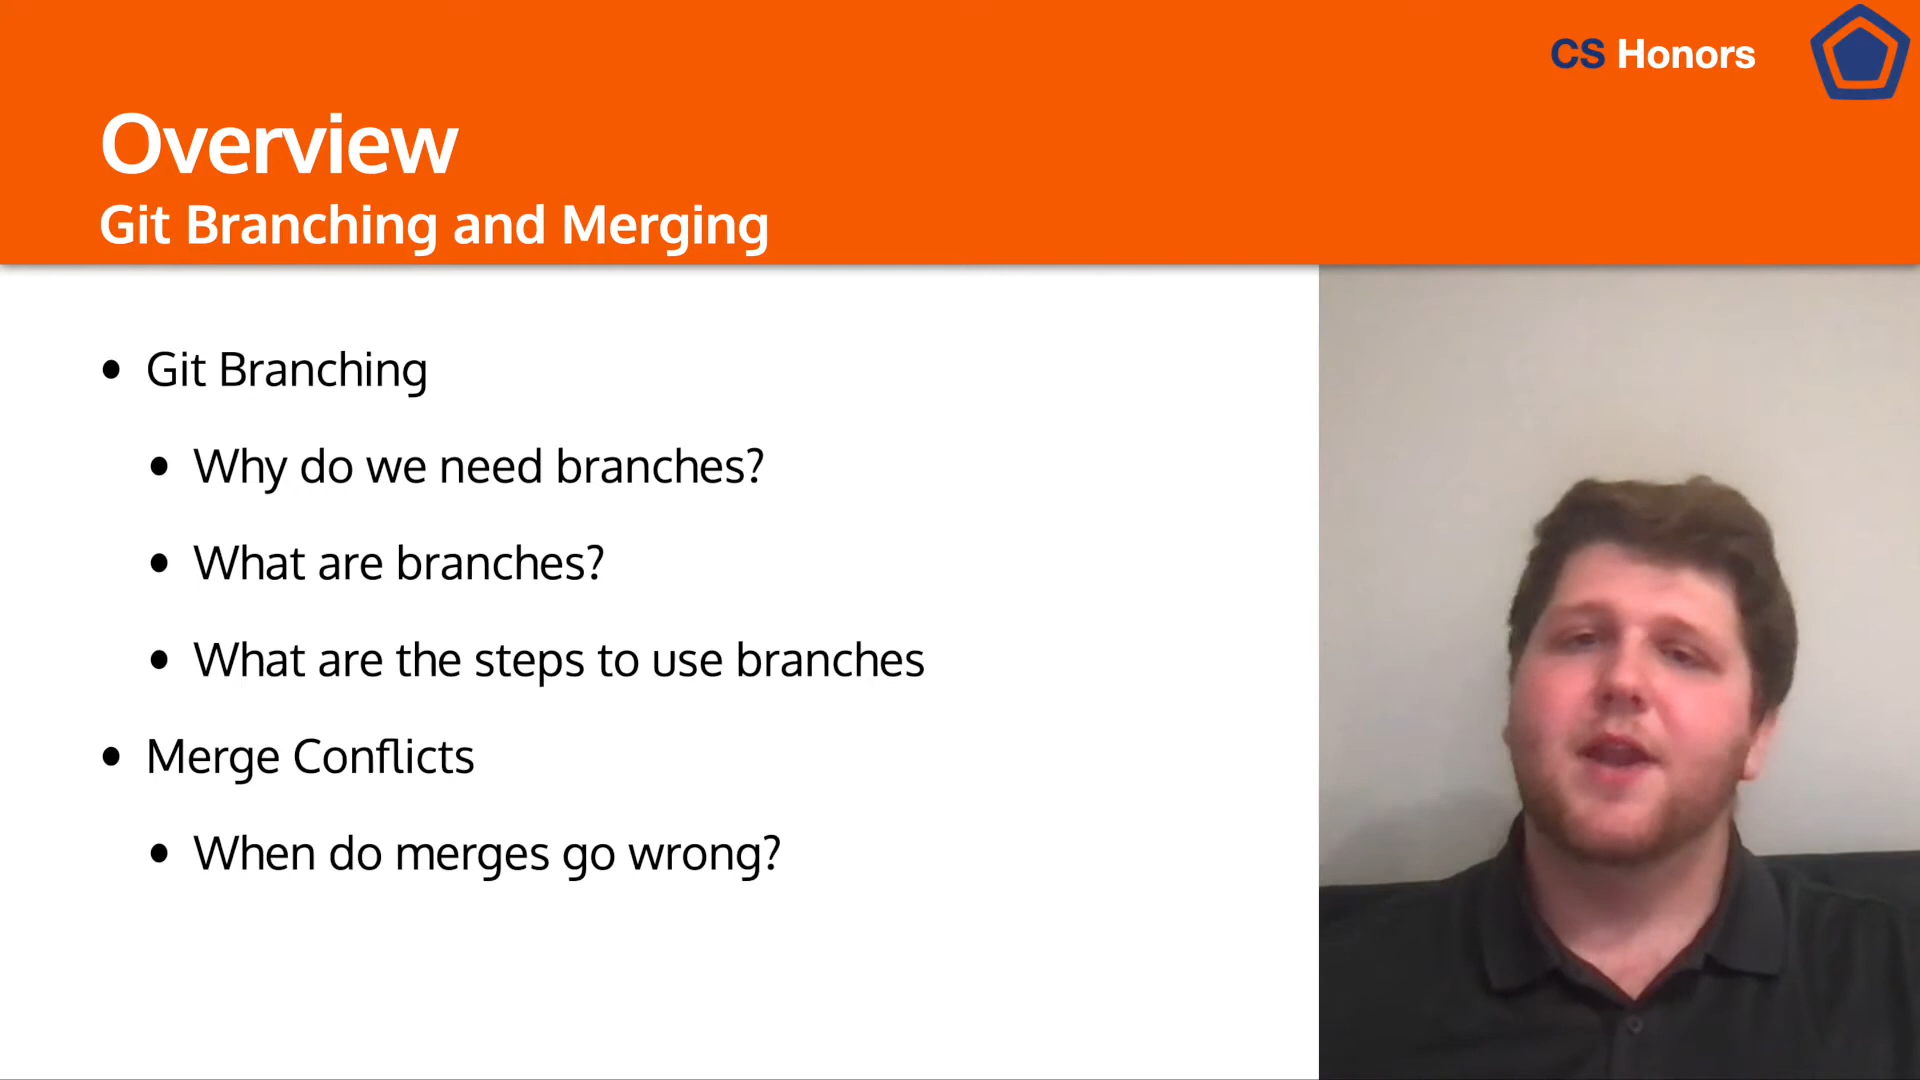 CS Honors
Overview
Git Branching and Merging
• Git Branching
• Why do we need branches?
• What are branches?
• What are the steps to use branches
• Merge Conflicts
• When do merges go wrong?